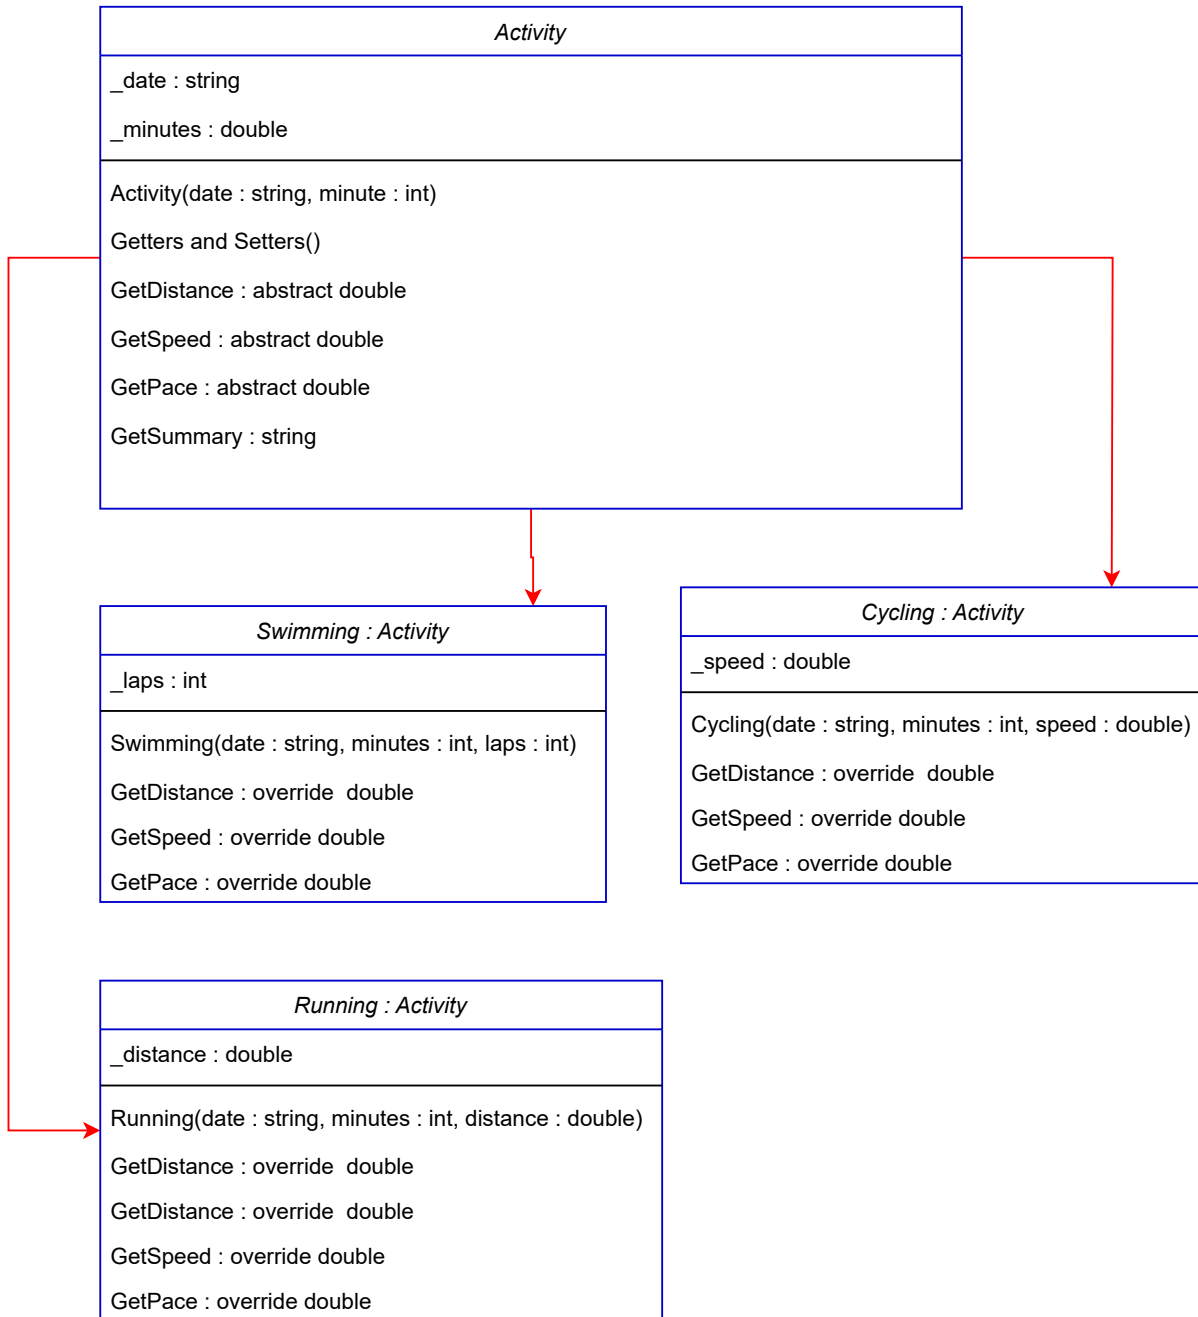 Activity
_date : string
_minutes : double
Activity(date : string, minute : int)
Getters and Setters()
GetDistance : abstract double
GetSpeed : abstract double
GetPace : abstract double
GetSummary : string
Swimming : Activity
_laps : int
Swimming(date : string, minutes : int, laps : int)
GetDistance : override  double
GetSpeed : override double
GetPace : override double
Cycling : Activity
_speed : double
Cycling(date : string, minutes : int, speed : double)
GetDistance : override  double
GetSpeed : override double
GetPace : override double
Running : Activity
_distance : double
Running(date : string, minutes : int, distance : double)
GetDistance : override  double
GetDistance : override  double
GetSpeed : override double
GetPace : override double